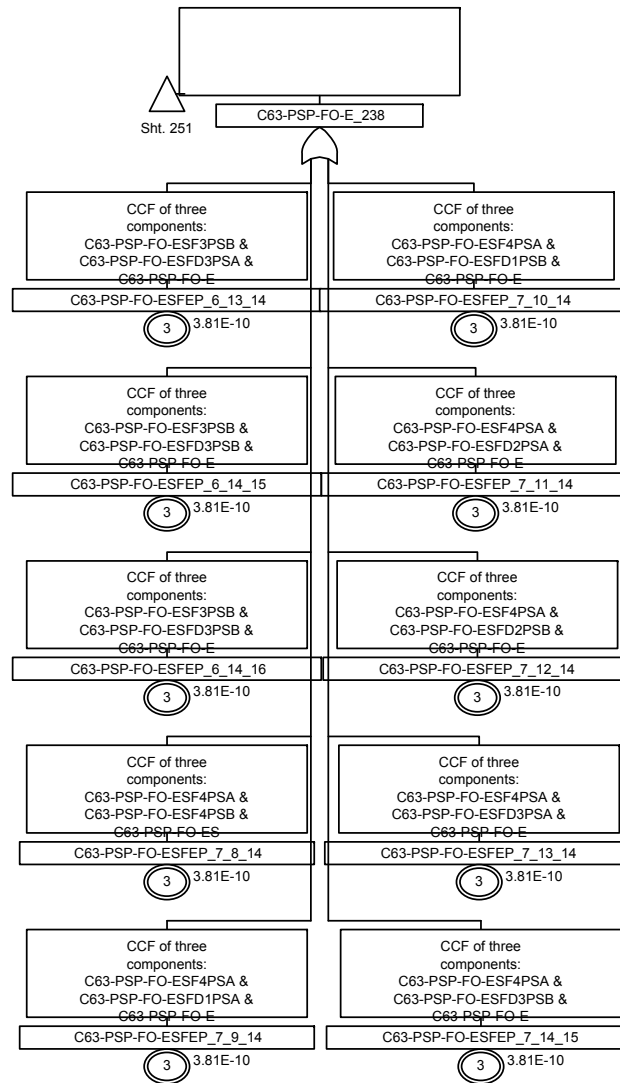 C63-PSP-FO-E_238
Sht. 251
CCF of three
components:
C63-PSP-FO-ESF3PSB &
C63-PSP-FO-ESFD3PSA &
C63-PSP-FO-E
C63-PSP-FO-ESFEP_6_13_14
3
3.81E-10
CCF of three
components:
C63-PSP-FO-ESF4PSA &
C63-PSP-FO-ESFD1PSB &
C63-PSP-FO-E
C63-PSP-FO-ESFEP_7_10_14
3
3.81E-10
CCF of three
components:
C63-PSP-FO-ESF3PSB &
C63-PSP-FO-ESFD3PSB &
C63-PSP-FO-E
C63-PSP-FO-ESFEP_6_14_15
3
3.81E-10
CCF of three
components:
C63-PSP-FO-ESF4PSA &
C63-PSP-FO-ESFD2PSA &
C63-PSP-FO-E
C63-PSP-FO-ESFEP_7_11_14
3
3.81E-10
CCF of three
components:
C63-PSP-FO-ESF3PSB &
C63-PSP-FO-ESFD3PSB &
C63-PSP-FO-E
C63-PSP-FO-ESFEP_6_14_16
3
3.81E-10
CCF of three
components:
C63-PSP-FO-ESF4PSA &
C63-PSP-FO-ESFD2PSB &
C63-PSP-FO-E
C63-PSP-FO-ESFEP_7_12_14
3
3.81E-10
CCF of three
components:
C63-PSP-FO-ESF4PSA &
C63-PSP-FO-ESF4PSB &
C63-PSP-FO-ES
C63-PSP-FO-ESFEP_7_8_14
3
3.81E-10
CCF of three
components:
C63-PSP-FO-ESF4PSA &
C63-PSP-FO-ESFD3PSA &
C63-PSP-FO-E
C63-PSP-FO-ESFEP_7_13_14
3
3.81E-10
CCF of three
components:
C63-PSP-FO-ESF4PSA &
C63-PSP-FO-ESFD1PSA &
C63-PSP-FO-E
C63-PSP-FO-ESFEP_7_9_14
3
3.81E-10
CCF of three
components:
C63-PSP-FO-ESF4PSA &
C63-PSP-FO-ESFD3PSB &
C63-PSP-FO-E
C63-PSP-FO-ESFEP_7_14_15
3
3.81E-10